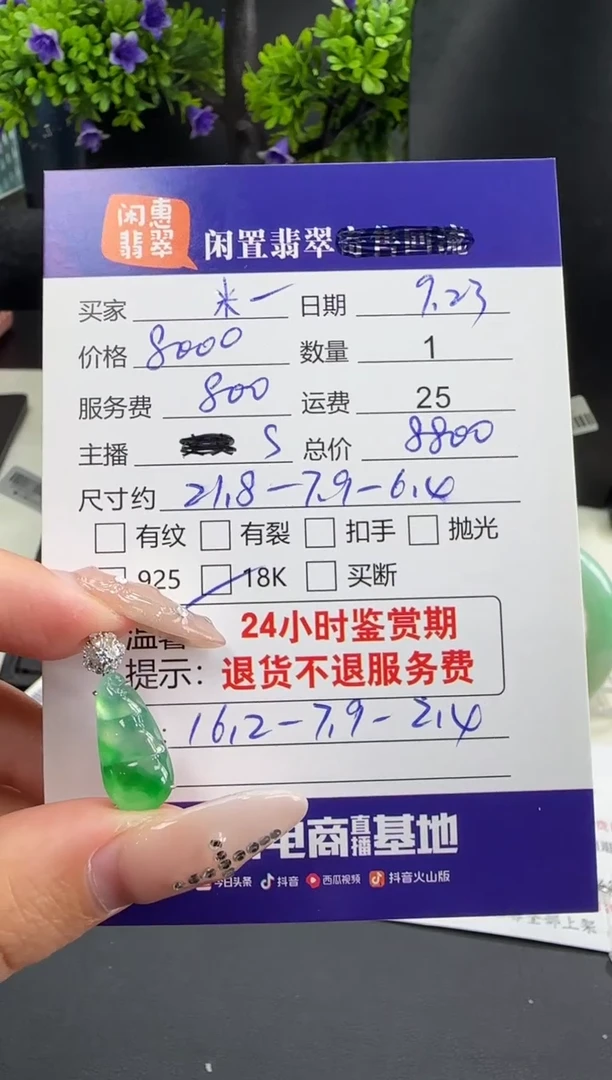 闲惠
翡翠
闲置翡翠
买家 米一 日期 9.23
价格 8000 数量 1
服务费 800 运费 25
主播 S 总价 8800
尺寸约 21.8-7.9-6.4
有纹 有裂 扣手 抛光
925 18K 买断
温馨 24小时鉴赏期
提示：退货不退服务费
: 16.2-7.9-2.4
电商直播基地
今日头条 抖音 西瓜视频 抖音火山版